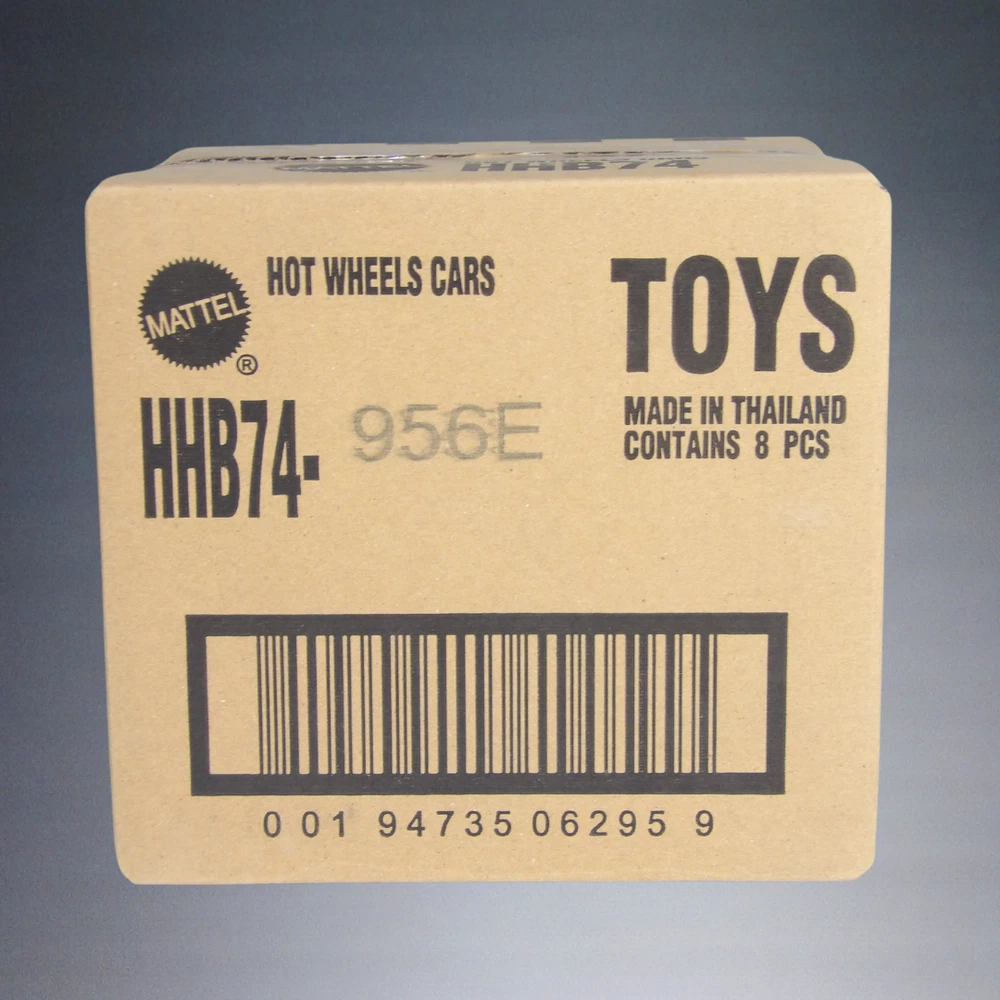 HHB74
MATTEL
®
HOT WHEELS CARS
TOYS
HHB74- 956E
MADE IN THAILAND
CONTAINS 8 PCS
0 01 94735 06295 9